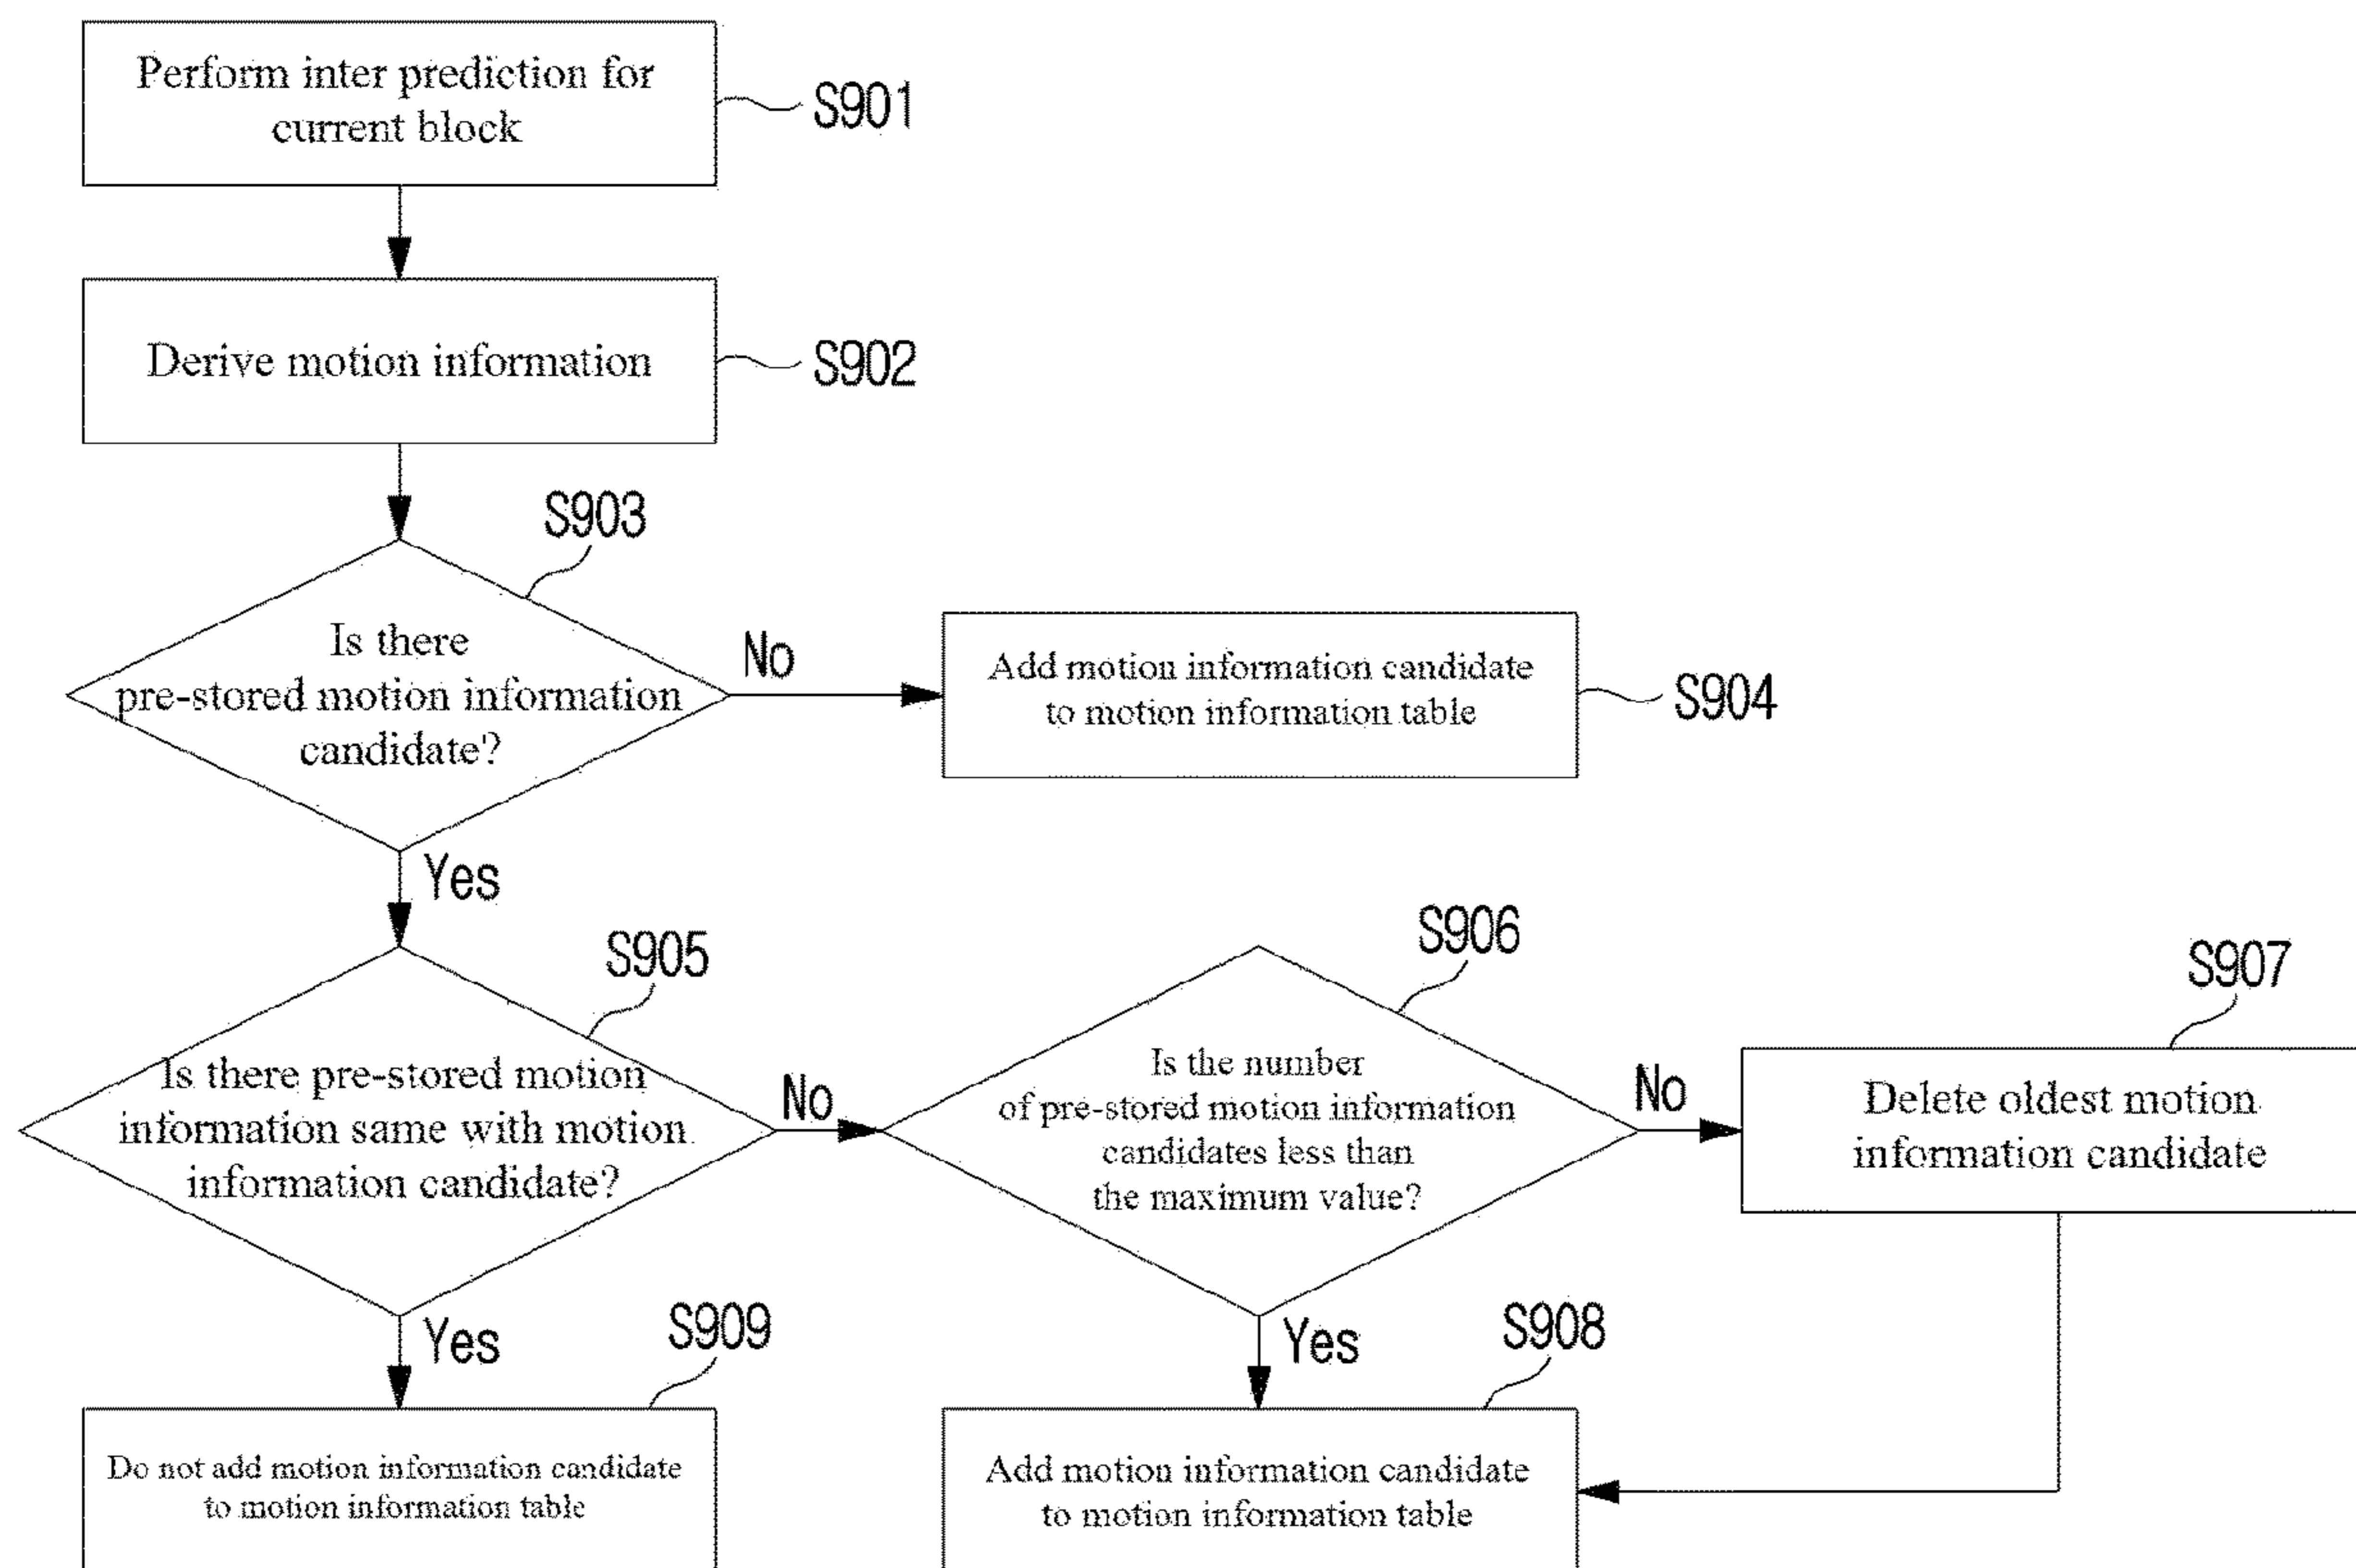 Perform inter prediction for
current block
S901
Derive motion information
S902
S903
Is there
pre-stored motion information
candidate?
No
Add motion information candidate
to motion information table
S904
Yes
S905
Is there pre-stored motion
information same with motion
information candidate?
No
S906
Is the number
of pre-stored motion information
candidates less than
the maximum value?
No
S907
Delete oldest motion
information candidate
Yes
S909
Do not add motion information candidate
to motion information table
Yes
S908
Add motion information candidate
to motion information table